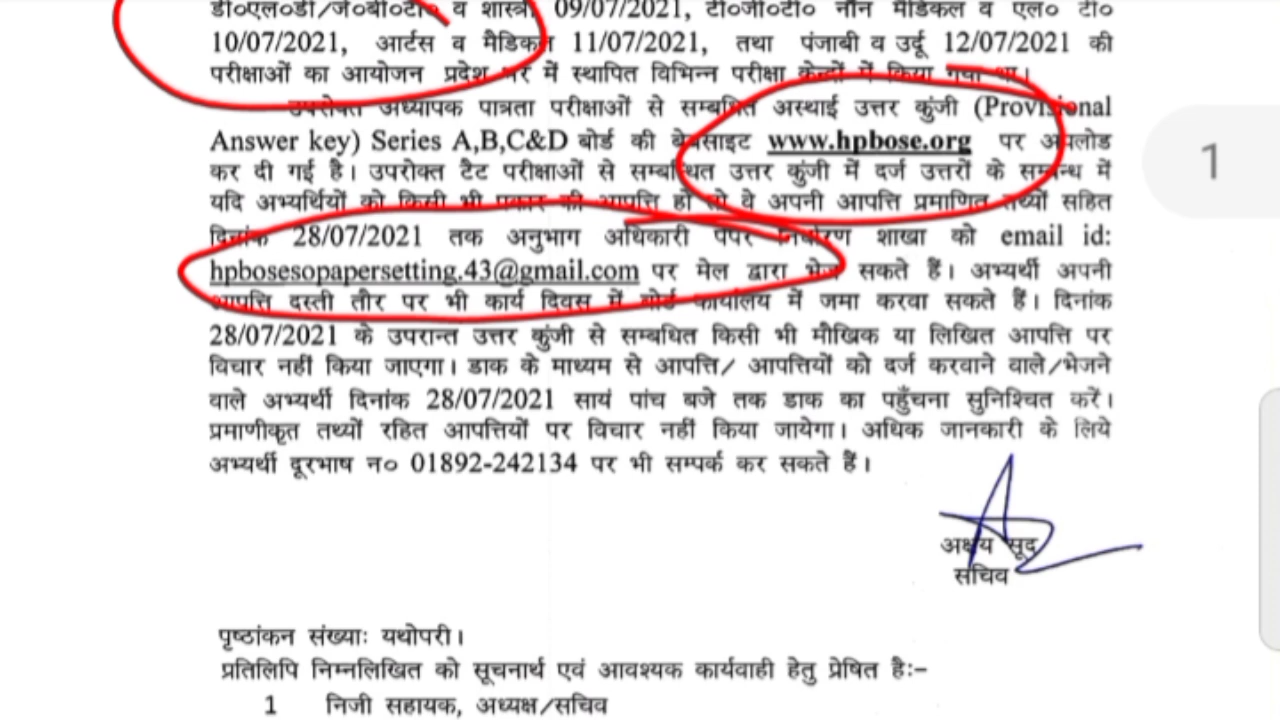 डी०एल०डी/जे०बी०टी० व शास्त्री 09/07/2021, टी०जी०टी० नॉन मेडिकल व एल० टी०
10/07/2021, आर्टस व मैडिकल 11/07/2021, तथा पंजाबी व उर्दू 12/07/2021 की
परीक्षाओं का आयोजन प्रदेश भर में स्थापित विभिन्न परीक्षा केन्द्रों में किया गया था।
उपरोक्त अध्यापक पात्रता परीक्षाओं से सम्बधित अस्थाई उत्तर कुंजी (Provisional
Answer key) Series A,B,C&D बोर्ड की बेवसाइट www.hpbose.org पर अपलोड
कर दी गई है। उपरोक्त टैट परीक्षाओं से सम्बधित उत्तर कुंजी में दर्ज उत्तरों के सम्बन्ध में
यदि अभ्यर्थियों को किसी भी प्रकार की आपत्ति हो तो वे अपनी आपत्ति प्रमाणित तथ्यों सहित
दिनांक 28/07/2021 तक अनुभाग अधिकारी पेपर निर्धारण शाखा को email id:
hpbosesopapersetting.43@gmail.com पर मेल द्वारा भेज सकते हैं। अभ्यर्थी अपनी
आपत्ति दस्ती तौर पर भी कार्य दिवस में बोर्ड कार्यालय में जमा करवा सकते हैं। दिनांक
28/07/2021 के उपरान्त उत्तर कुंजी से सम्बधित किसी भी मौखिक या लिखित आपत्ति पर
विचार नहीं किया जाएगा। डाक के माध्यम से आपत्ति/ आपत्तियों को दर्ज करवाने वाले/भेजने
वाले अभ्यर्थी दिनांक 28/07/2021 सायं पांच बजे तक डाक का पहुँचना सुनिश्चित करें।
प्रमाणीकृत तथ्यों रहित आपत्तियों पर विचार नहीं किया जायेगा। अधिक जानकारी के लिये
अभ्यर्थी दूरभाष न० 01892-242134 पर भी सम्पर्क कर सकते हैं।
अक्षय सूद
सचिव
पृष्ठांकन संख्याः यथोपरी।
प्रतिलिपि निम्नलिखित को सूचनार्थ एवं आवश्यक कार्यवाही हेतु प्रेषित हैः-
1 निजी सहायक, अध्यक्ष/सचिव
1